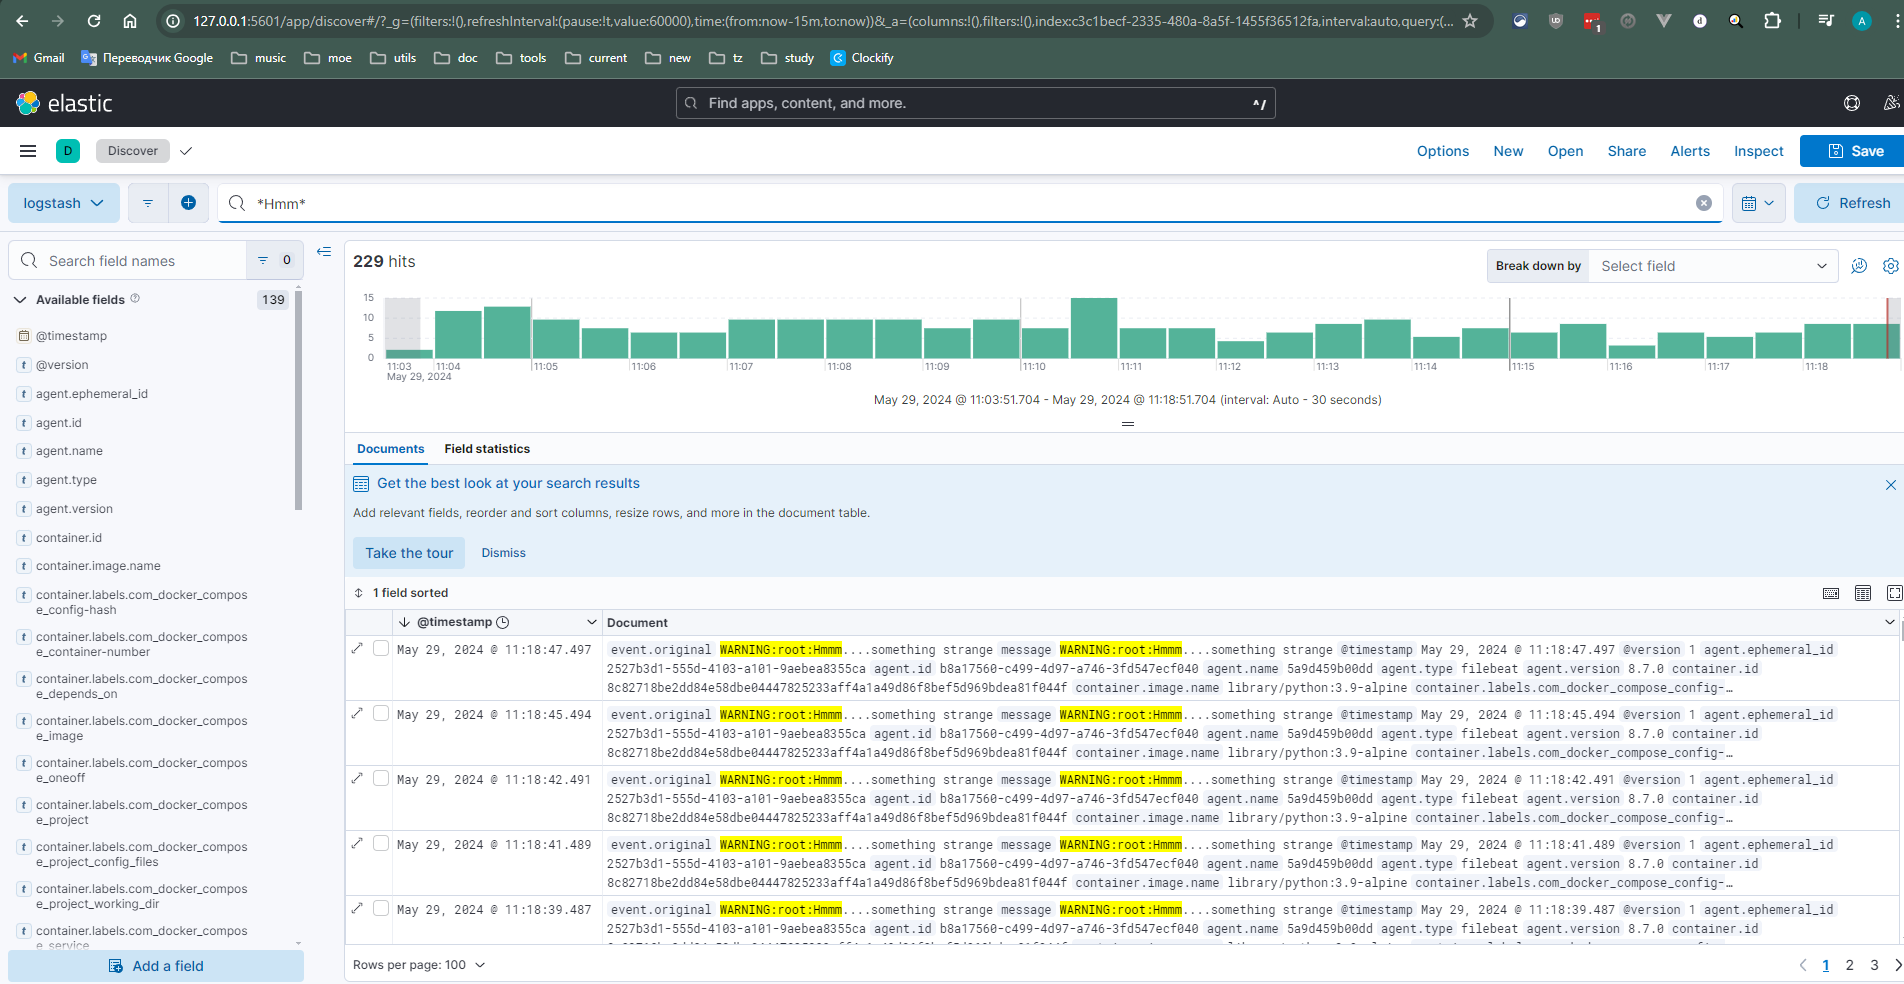 127.0.0.1:5601/app/discover#/?_g=(filters:!(),refreshInterval:(pause:!t,value:60000),time:(from:now-15m,to:now))&_a=(columns:!(),filters:!(),index:c3c1becf-2335-480a-8a5f-1455f36512fa,interval:auto,query:(...
1
A
Gmail Переводчик Google music moe utils doc tools current new tz study Clockify
elastic
Find apps, content, and more. ^/
D Discover Options New Open Share Alerts Inspect Save
logstash *Hmm* Refresh
Search field names 0
229 hits
Break down by Select field
Available fields 139
@timestamp
@version
agent.ephemeral_id
agent.id
agent.name
agent.type
agent.version
container.id
container.image.name
container.labels.com_docker_compos
e_config-hash
container.labels.com_docker_compos
e_container-number
container.labels.com_docker_compos
e_depends_on
container.labels.com_docker_compos
e_image
container.labels.com_docker_compos
e_oneoff
container.labels.com_docker_compos
e_project
container.labels.com_docker_compos
e_project_config_files
container.labels.com_docker_compos
e_project_working_dir
container.labels.com_docker_compos
e_service
Add a field
15
10
5
0
11:03 11:04 11:05 11:06 11:07 11:08 11:09 11:10 11:11 11:12 11:13 11:14 11:15 11:16 11:17 11:18
May 29, 2024
May 29, 2024 @ 11:03:51.704 - May 29, 2024 @ 11:18:51.704 (interval: Auto - 30 seconds)
Documents Field statistics
Get the best look at your search results
Add relevant fields, reorder and sort columns, resize rows, and more in the document table.
Take the tour Dismiss
1 field sorted
@timestamp Document
May 29, 2024 @ 11:18:47.497 event.original WARNING:root:Hmmm....something strange message WARNING:root:Hmmm....something strange @timestamp May 29, 2024 @ 11:18:47.497 @version 1 agent.ephemeral_id
2527b3d1-555d-4103-a101-9aebea8355ca agent.id b8a17560-c499-4d97-a746-3fd547ecf040 agent.name 5a9d459b00dd agent.type filebeat agent.version 8.7.0 container.id
8c82718be2dd84e58dbe04447825233aff4a1a49d86f8bef5d969bdea81f044f container.image.name library/python:3.9-alpine container.labels.com_docker_compose_config-…
May 29, 2024 @ 11:18:45.494 event.original WARNING:root:Hmmm....something strange message WARNING:root:Hmmm....something strange @timestamp May 29, 2024 @ 11:18:45.494 @version 1 agent.ephemeral_id
2527b3d1-555d-4103-a101-9aebea8355ca agent.id b8a17560-c499-4d97-a746-3fd547ecf040 agent.name 5a9d459b00dd agent.type filebeat agent.version 8.7.0 container.id
8c82718be2dd84e58dbe04447825233aff4a1a49d86f8bef5d969bdea81f044f container.image.name library/python:3.9-alpine container.labels.com_docker_compose_config-…
May 29, 2024 @ 11:18:42.491 event.original WARNING:root:Hmmm....something strange message WARNING:root:Hmmm....something strange @timestamp May 29, 2024 @ 11:18:42.491 @version 1 agent.ephemeral_id
2527b3d1-555d-4103-a101-9aebea8355ca agent.id b8a17560-c499-4d97-a746-3fd547ecf040 agent.name 5a9d459b00dd agent.type filebeat agent.version 8.7.0 container.id
8c82718be2dd84e58dbe04447825233aff4a1a49d86f8bef5d969bdea81f044f container.image.name library/python:3.9-alpine container.labels.com_docker_compose_config-…
May 29, 2024 @ 11:18:41.489 event.original WARNING:root:Hmmm....something strange message WARNING:root:Hmmm....something strange @timestamp May 29, 2024 @ 11:18:41.489 @version 1 agent.ephemeral_id
2527b3d1-555d-4103-a101-9aebea8355ca agent.id b8a17560-c499-4d97-a746-3fd547ecf040 agent.name 5a9d459b00dd agent.type filebeat agent.version 8.7.0 container.id
8c82718be2dd84e58dbe04447825233aff4a1a49d86f8bef5d969bdea81f044f container.image.name library/python:3.9-alpine container.labels.com_docker_compose_config-…
May 29, 2024 @ 11:18:39.487 event.original WARNING:root:Hmmm....something strange message WARNING:root:Hmmm....something strange @timestamp May 29, 2024 @ 11:18:39.487 @version 1 agent.ephemeral_id
2527b3d1-555d-4103-a101-9aebea8355ca agent.id b8a17560-c499-4d97-a746-3fd547ecf040 agent.name 5a9d459b00dd agent.type filebeat agent.version 8.7.0 container.id
Rows per page: 100 1 2 3